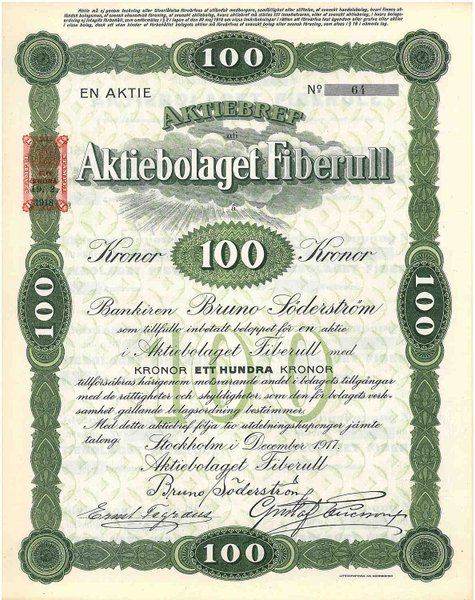 100
EN AKTIE
No 64
AKTIEBREF
uti
Aktiebolaget Fiberull
å
Kronor 100 Kronor
100
100
Bankiren Bruno Söderström
som tillfullo inbetalt beloppet för en aktie
i Aktiebolaget Fiberull med
KRONOR ETT HUNDRA KRONOR
tillförsäkras härigenom motsvarande andel i bolagets tillgångar
med de rättigheter och skyldigheter, som den för bolagets verk-
samhet gällande bolagsordning bestämmer.
Med detta aktiebref följa tio utdelningskuponger jämte
talong.
Stockholm i December 1917.
Aktiebolaget Fiberull
Bruno Söderström
100